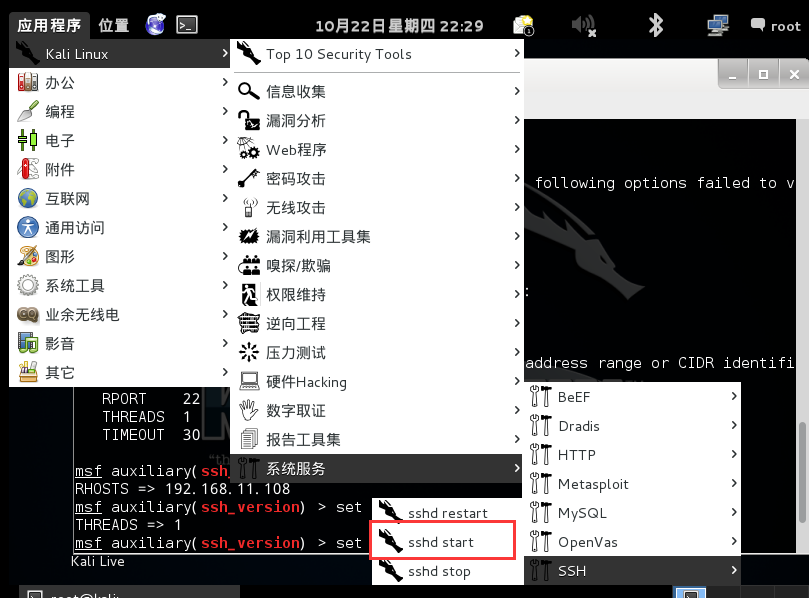 应用程序 位置 10月22日星期四 22:29 1 root
Kali Linux
办公
编程
电子
附件
互联网
通用访问
图形
系统工具
业余无线电
影音
其它
Top 10 Security Tools
信息收集
漏洞分析
Web程序
密码攻击
无线攻击
漏洞利用工具集
嗅探/欺骗
权限维持
逆向工程
压力测试
硬件Hacking
数字取证
报告工具集
系统服务
following options failed to v
:
address range or CIDR identifi
BeEF
Dradis
HTTP
Metasploit
MySQL
OpenVas
SSH
sshd restart
sshd start
sshd stop
RPORT 22
THREADS 1
TIMEOUT 30
"th
msf auxiliary(ssh_
RHOSTS => 192.168.11.108
msf auxiliary(ssh_version) > set
THREADS => 1
msf auxiliary(ssh_version) > set
Kali Live
root@kali: